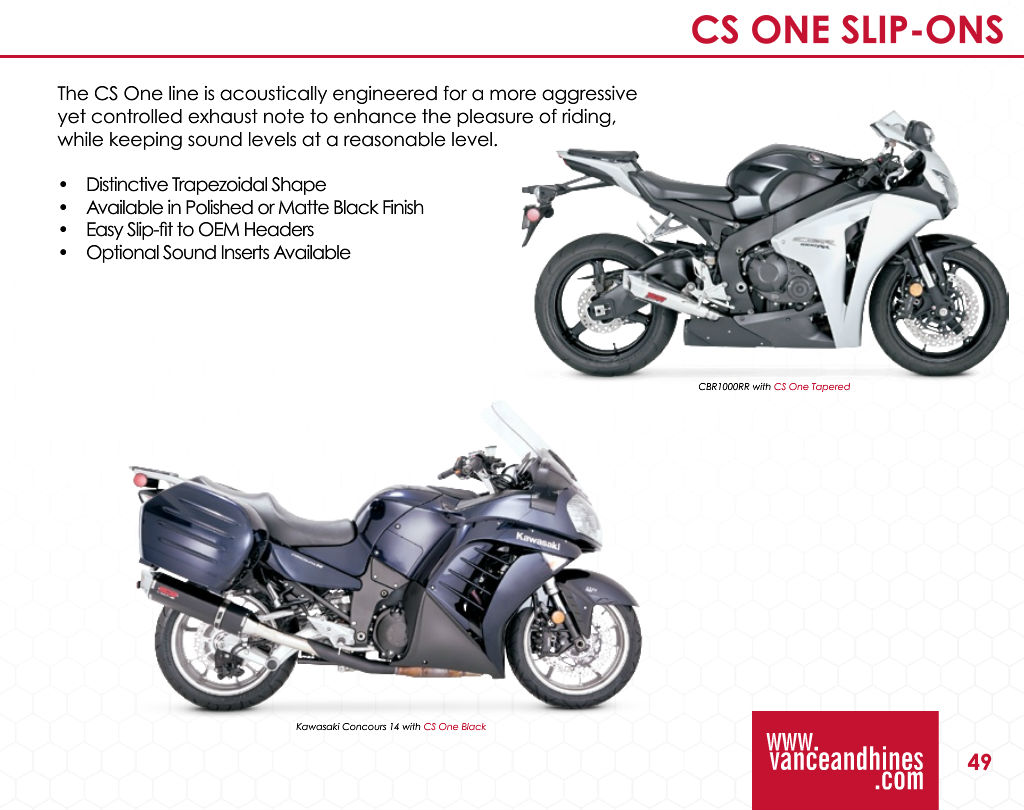 CS ONE SLIP-ONS
The CS One line is acoustically engineered for a more aggressive
yet controlled exhaust note to enhance the pleasure of riding,
while keeping sound levels at a reasonable level.
• Distinctive Trapezoidal Shape
• Available in Polished or Matte Black Finish
• Easy Slip-fit to OEM Headers
• Optional Sound Inserts Available
CBR
CBR1000RR with CS One Tapered
Kawasaki
Kawasaki Concours 14 with CS One Black
www.
vanceandhines
.com
49